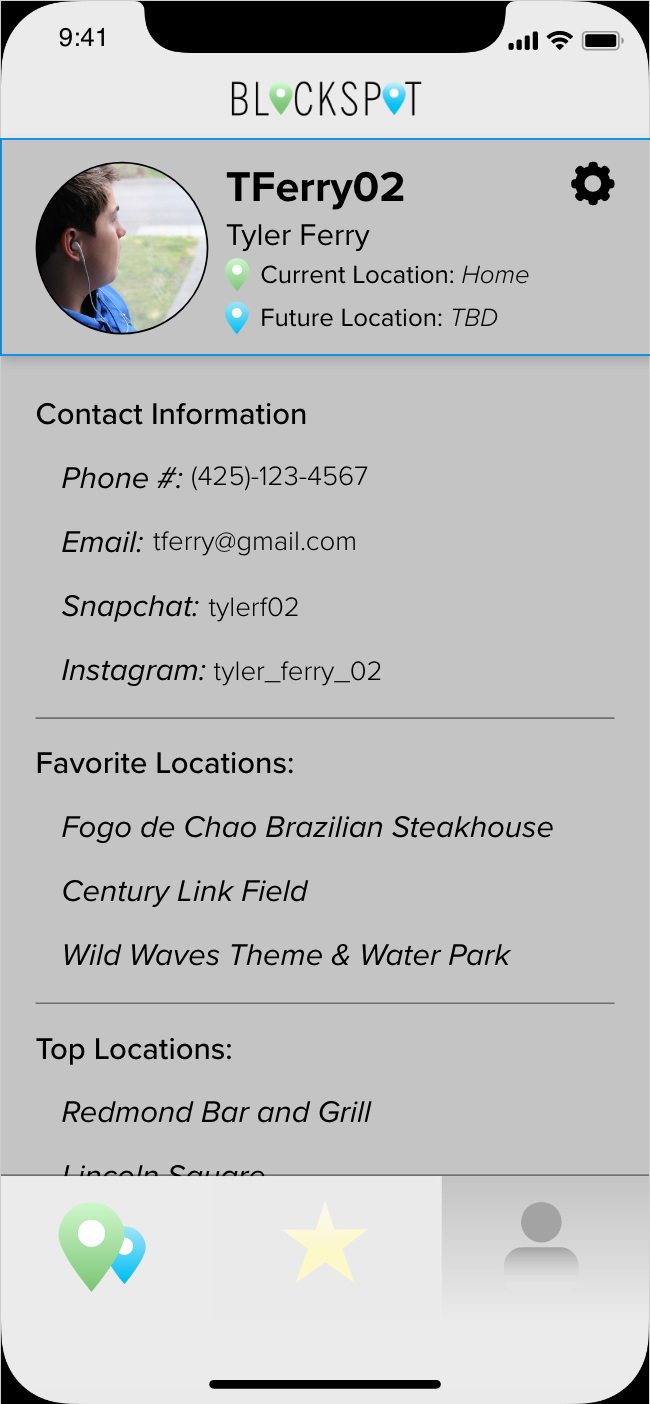 9:41
BLOCKSPOT
TFerry02
Tyler Ferry
Current Location: Home
Future Location: TBD
Contact Information
Phone #: (425)-123-4567
Email: tferry@gmail.com
Snapchat: tylerf02
Instagram: tyler_ferry_02
Favorite Locations:
Fogo de Chao Brazilian Steakhouse
Century Link Field
Wild Waves Theme & Water Park
Top Locations:
Redmond Bar and Grill
Lincoln Square